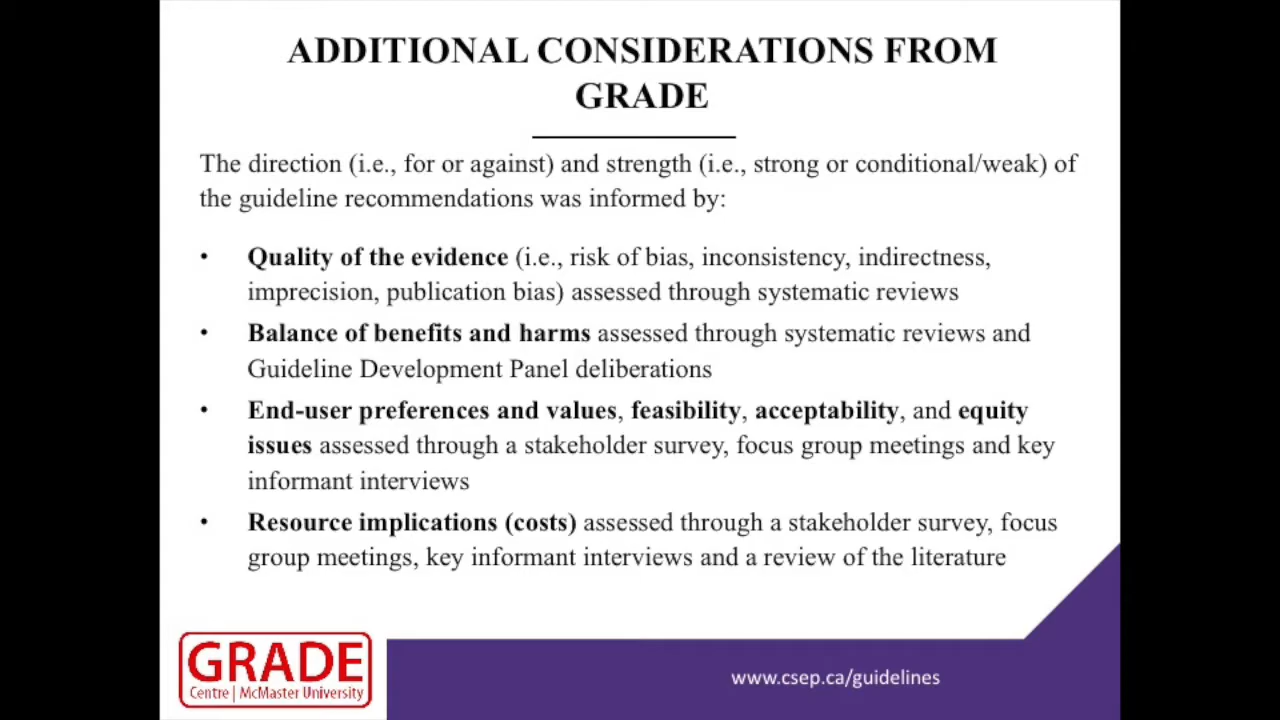 ADDITIONAL CONSIDERATIONS FROM
GRADE
The direction (i.e., for or against) and strength (i.e., strong or conditional/weak) of
the guideline recommendations was informed by:
• Quality of the evidence (i.e., risk of bias, inconsistency, indirectness,
imprecision, publication bias) assessed through systematic reviews
• Balance of benefits and harms assessed through systematic reviews and
Guideline Development Panel deliberations
• End-user preferences and values, feasibility, acceptability, and equity
issues assessed through a stakeholder survey, focus group meetings and key
informant interviews
• Resource implications (costs) assessed through a stakeholder survey, focus
group meetings, key informant interviews and a review of the literature
GRADE
Centre | McMaster University
www.csep.ca/guidelines